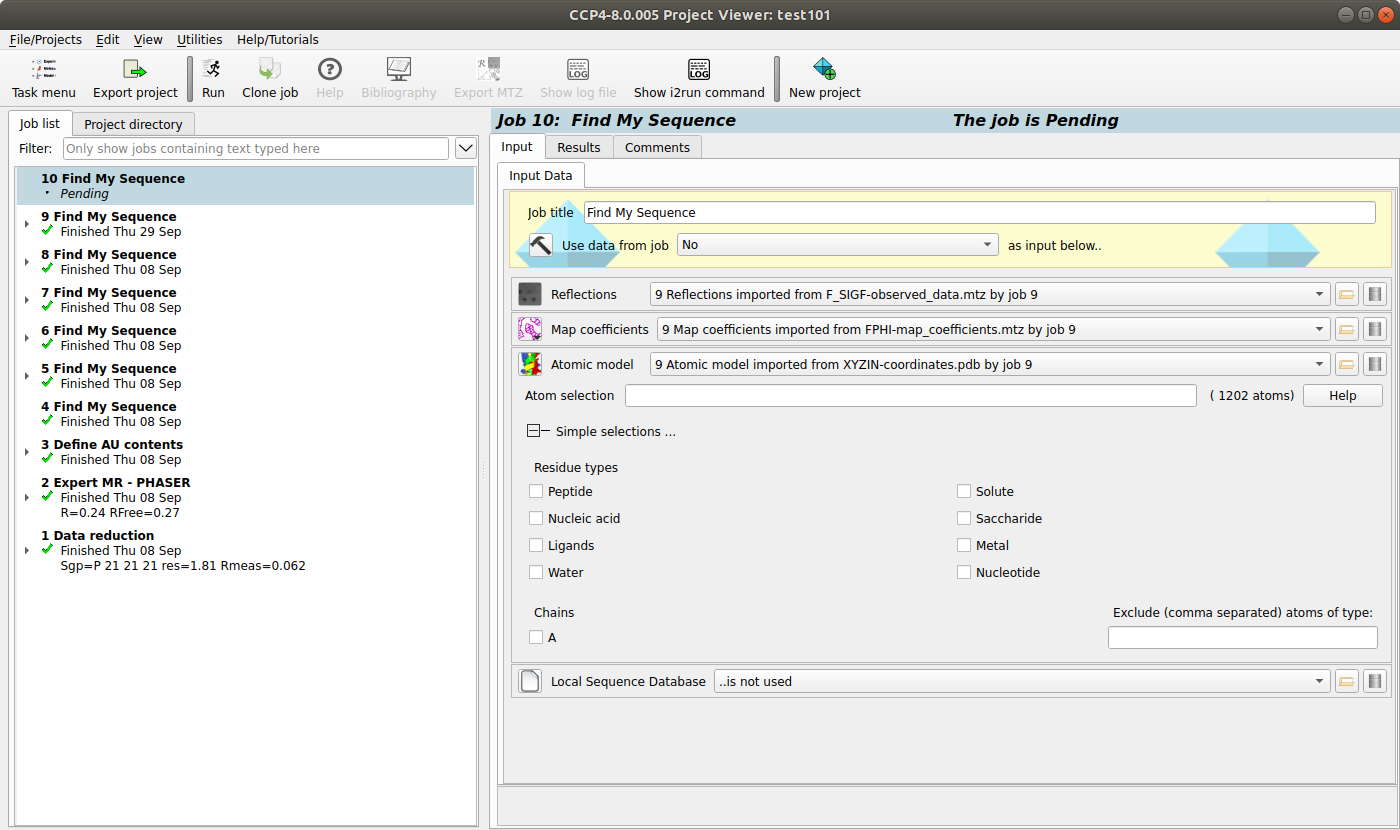 CCP4-8.0.005 Project Viewer: test101
File/Projects Edit View Utilities Help/Tutorials
Task menu Export project Run Clone job Help Bibliography Export MTZ Show log file Show i2run command New project
Job list Project directory
Filter: Only show jobs containing text typed here
10 Find My Sequence
Pending
9 Find My Sequence
Finished Thu 29 Sep
8 Find My Sequence
Finished Thu 08 Sep
7 Find My Sequence
Finished Thu 08 Sep
6 Find My Sequence
Finished Thu 08 Sep
5 Find My Sequence
Finished Thu 08 Sep
4 Find My Sequence
Finished Thu 08 Sep
3 Define AU contents
Finished Thu 08 Sep
2 Expert MR - PHASER
Finished Thu 08 Sep
R=0.24 RFree=0.27
1 Data reduction
Finished Thu 08 Sep
Sgp=P 21 21 21 res=1.81 Rmeas=0.062
Job 10: Find My Sequence The job is Pending
Input Results Comments
Input Data
Job title Find My Sequence
Use data from job No as input below..
Reflections 9 Reflections imported from F_SIGF-observed_data.mtz by job 9
Map coefficients 9 Map coefficients imported from FPHI-map_coefficients.mtz by job 9
Atomic model 9 Atomic model imported from XYZIN-coordinates.pdb by job 9
Atom selection ( 1202 atoms) Help
Simple selections ...
Residue types
Peptide Solute
Nucleic acid Saccharide
Ligands Metal
Water Nucleotide
Chains Exclude (comma separated) atoms of type:
A
Local Sequence Database ..is not used